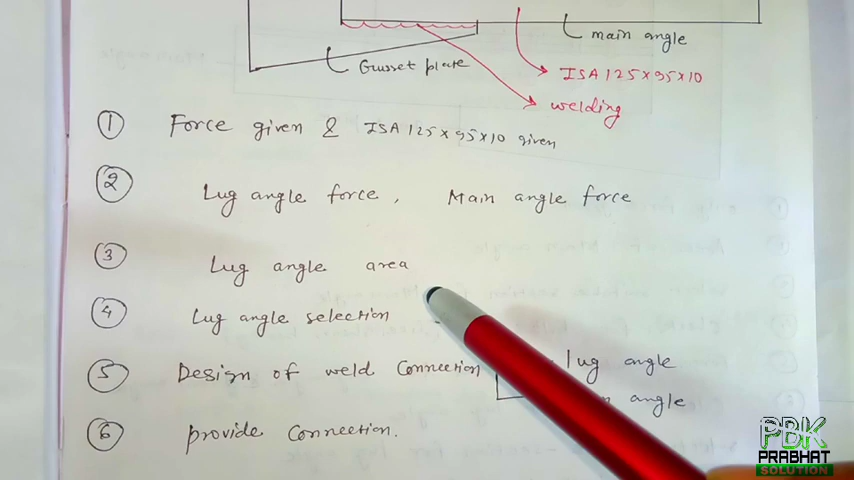 main angle
Gusset plate
ISA 125×95×10
welding
① Force given & ISA 125×95×10 given
② Lug angle force, Main angle force
③ Lug angle area
④ Lug angle selection
⑤ Design of weld Connection lug angle
angle
⑥ provide Connection.
PBK
PRABHAT
SOLUTION